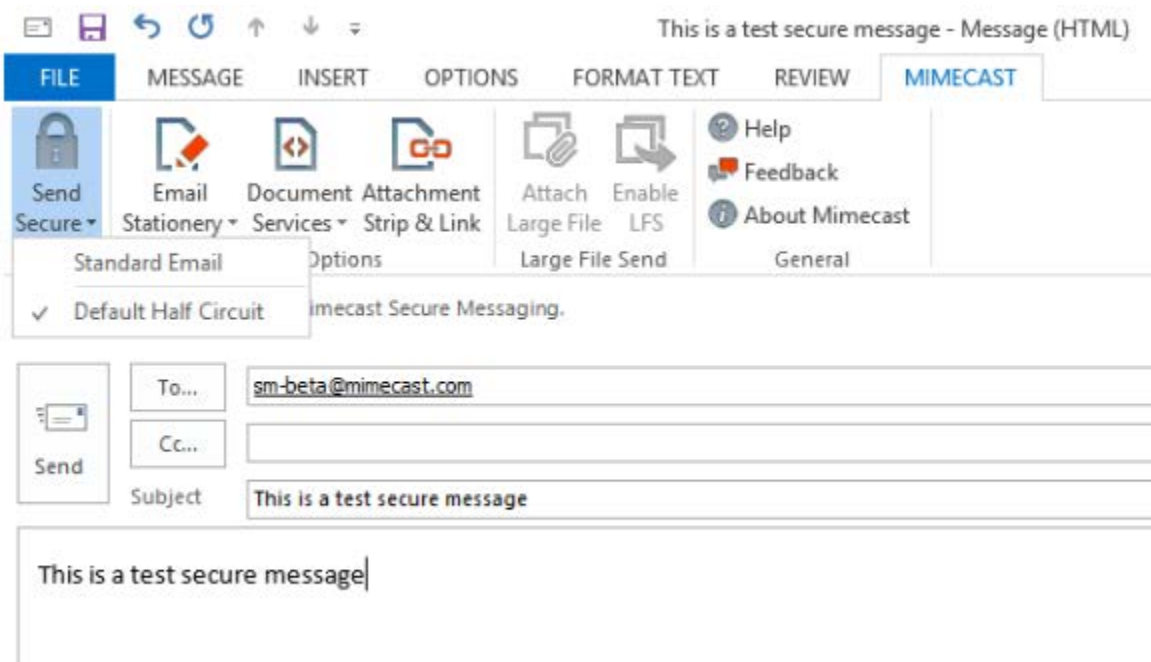 This is a test secure message - Message (HTML)
FILE MESSAGE INSERT OPTIONS FORMAT TEXT REVIEW MIMECAST
Send Secure
Email Stationery
Document Services
Attachment Strip & Link
Attach Large File
Enable LFS
Help
Feedback
About Mimecast
Options
Large File Send
General
Standard Email
Default Half Circuit
imecast Secure Messaging.
Send
To...
sm-beta@mimecast.com
Cc...
Subject
This is a test secure message
This is a test secure message